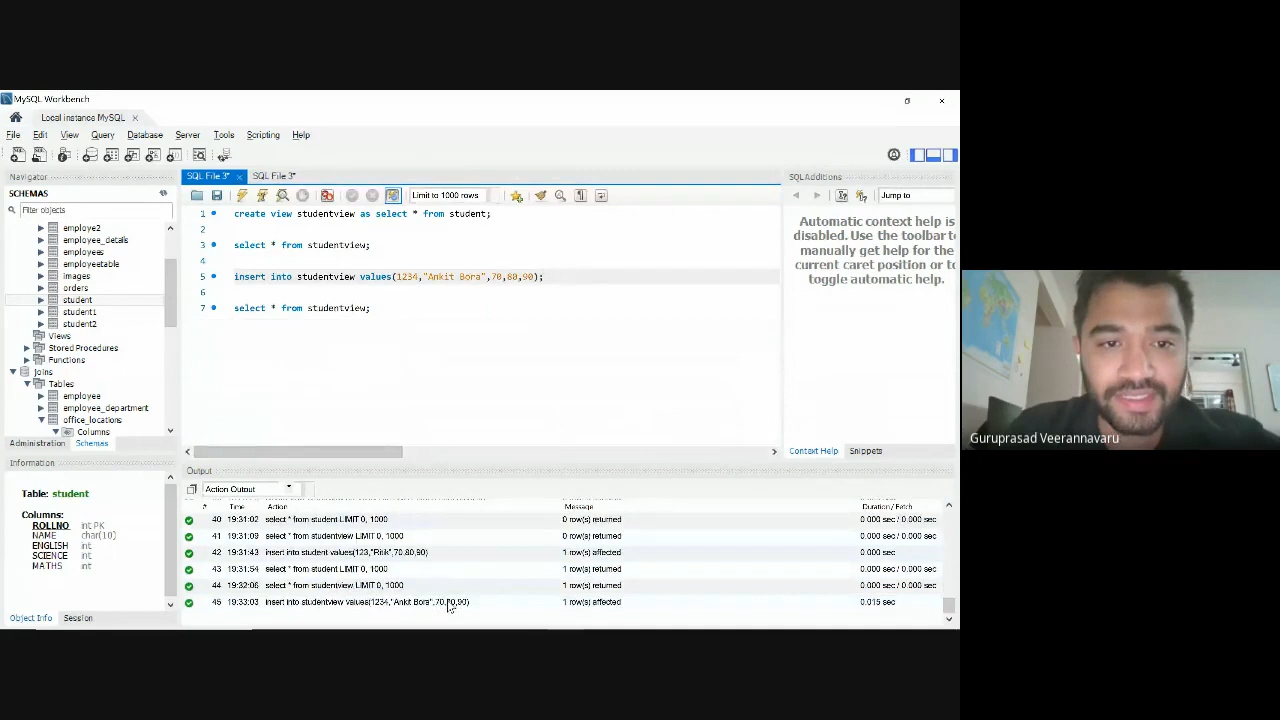 MySQL Workbench
Local instance MySQL
File Edit View Query Database Server Tools Scripting Help
Navigator
SCHEMAS
Filter objects
employe2
employee_details
employees
employeetable
images
orders
student
student1
student2
Views
Stored Procedures
Functions
joins
Tables
employee
employee_department
office_locations
Columns
Administration Schemas
Information
Table: student
Columns:
ROLLNO int PK
NAME char(10)
ENGLISH int
SCIENCE int
MATHS int
Object Info Session
SQL File 3* SQL File 3*
Limit to 1000 rows
1 create view studentview as select * from student;
2
3 select * from studentview;
4
5 insert into studentview values(1234,"Ankit Bora",70,80,90);
6
7 select * from studentview;
Output
Action Output
# Time Action Message Duration / Fetch
40 19:31:02 select * from student LIMIT 0, 1000 0 row(s) returned 0.000 sec / 0.000 sec
41 19:31:09 select * from studentview LIMIT 0, 1000 0 row(s) returned 0.000 sec / 0.000 sec
42 19:31:43 insert into student values(123,"Ritik",70,80,90) 1 row(s) affected 0.000 sec
43 19:31:54 select * from student LIMIT 0, 1000 1 row(s) returned 0.000 sec / 0.000 sec
44 19:32:06 select * from studentview LIMIT 0, 1000 1 row(s) returned 0.000 sec / 0.000 sec
45 19:33:03 insert into studentview values(1234,"Ankit Bora",70,80,90) 1 row(s) affected 0.015 sec
SQLAdditions
Jump to
Automatic context help is
disabled. Use the toolbar to
manually get help for the
current caret position or to
toggle automatic help.
Context Help Snippets
Guruprasad Veerannavaru